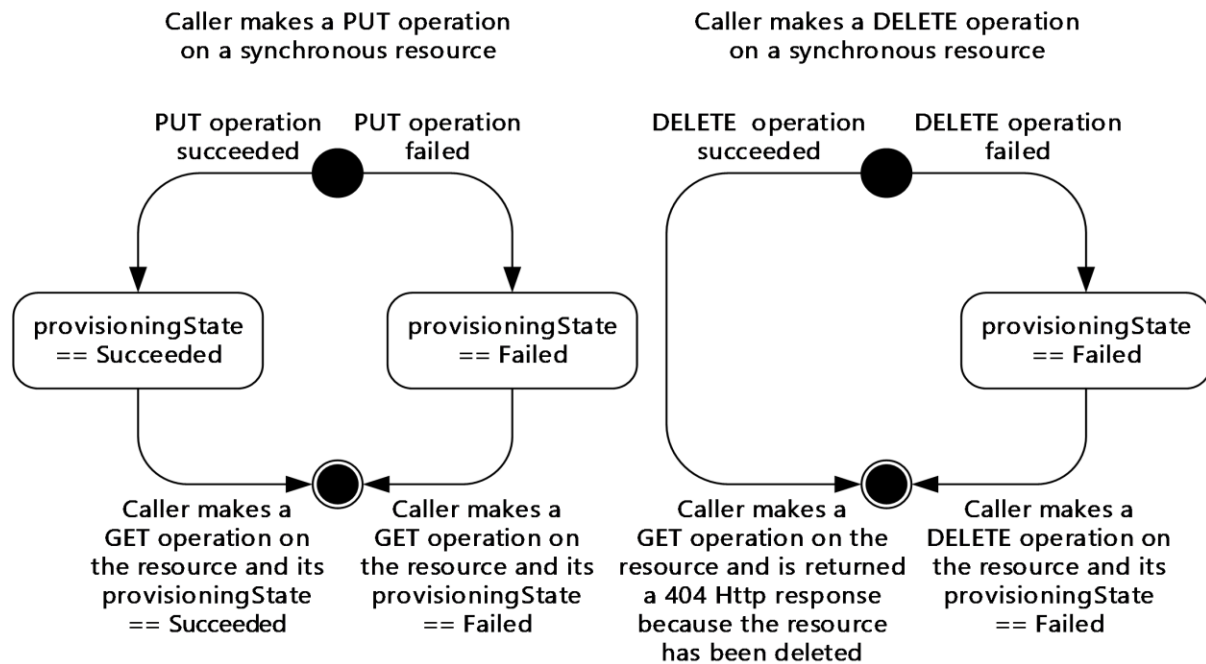 Caller makes a PUT operation
on a synchronous resource
PUT operation
succeeded
PUT operation
failed
provisioningState
== Succeeded
provisioningState
== Failed
Caller makes a
GET operation on
the resource and its
provisioningState
== Succeeded
Caller makes a
GET operation on
the resource and its
provisioningState
== Failed
Caller makes a DELETE operation
on a synchronous resource
DELETE operation
succeeded
DELETE operation
failed
provisioningState
== Failed
Caller makes a
GET operation on the
resource and is returned
a 404 Http response
because the resource
has been deleted
Caller makes a
DELETE operation on
the resource and its
provisioningState
== Failed